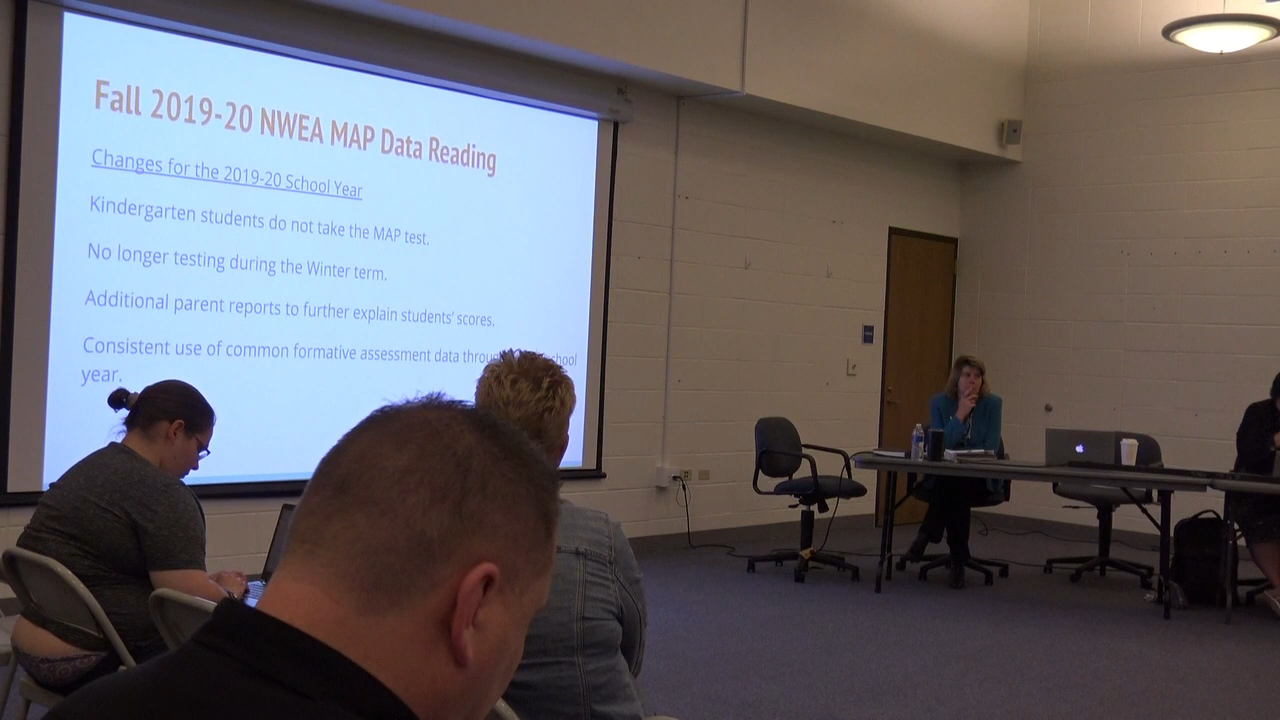 Fall 2019-20 NWEA MAP Data Reading
Changes for the 2019-20 School Year
Kindergarten students do not take the MAP test.
No longer testing during the Winter term.
Additional parent reports to further explain students' scores.
Consistent use of common formative assessment data school
year.